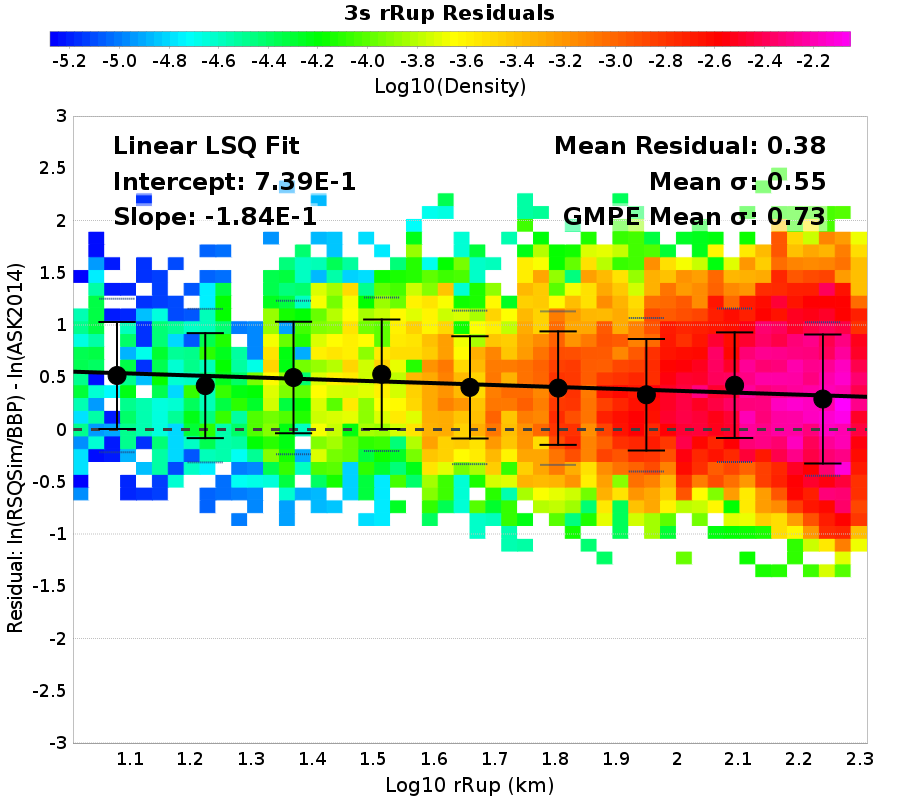 3s rRup Residuals
-5.2 -5.0 -4.8 -4.6 -4.4 -4.2 -4.0 -3.8 -3.6 -3.4 -3.2 -3.0 -2.8 -2.6 -2.4 -2.2
Log10(Density)
Linear LSQ Fit
Intercept: 7.39E-1
Slope: -1.84E-1
Mean Residual: 0.38
Mean σ: 0.55
GMPE Mean σ: 0.73
Residual: ln(RSQSim/BBP) - ln(ASK2014)
3
2.5
2
1.5
1
0.5
0
-0.5
-1
-1.5
-2
-2.5
-3
1.1 1.2 1.3 1.4 1.5 1.6 1.7 1.8 1.9 2 2.1 2.2 2.3
Log10 rRup (km)